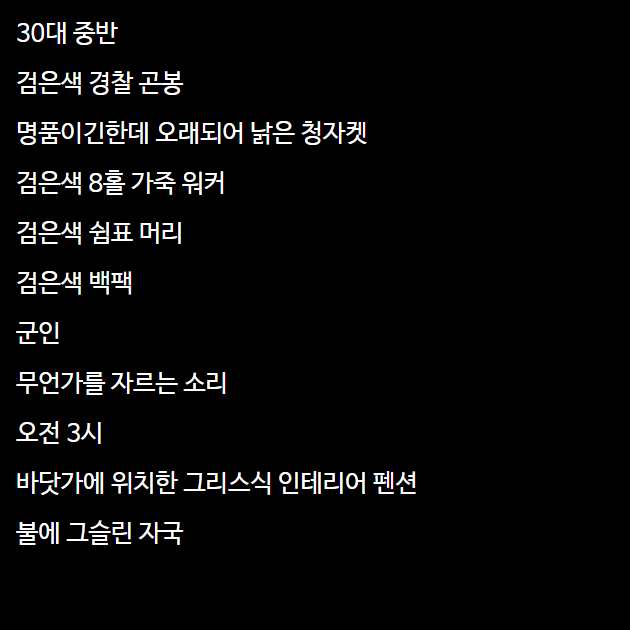 30대 중반
검은색 경찰 곤봉
명품이긴한데 오래되어 낡은 청자켓
검은색 8홀 가죽 워커
검은색 쉼표 머리
검은색 백팩
군인
무언가를 자르는 소리
오전 3시
바닷가에 위치한 그리스식 인테리어 펜션
불에 그슬린 자국